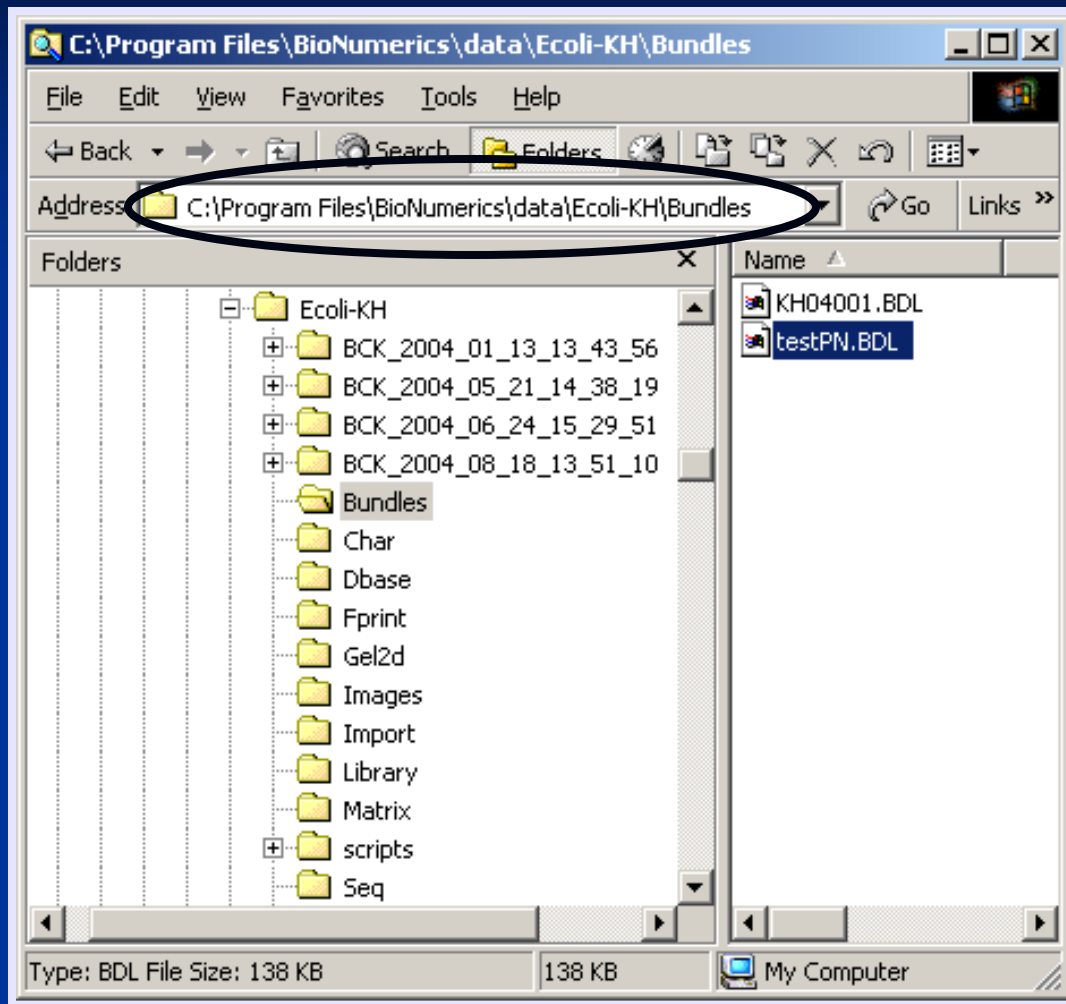 C:\Program Files\BioNumerics\data\Ecoli-KH\Bundles
File Edit View Favorites Tools Help
Back Search Folders
Address C:\Program Files\BioNumerics\data\Ecoli-KH\Bundles Go Links »
Folders
Name
Ecoli-KH
BCK_2004_01_13_13_43_56
BCK_2004_05_21_14_38_19
BCK_2004_06_24_15_29_51
BCK_2004_08_18_13_51_10
Bundles
Char
Dbase
Fprint
Gel2d
Images
Import
Library
Matrix
scripts
Seq
KH04001.BDL
testPN.BDL
Type: BDL File Size: 138 KB 138 KB My Computer